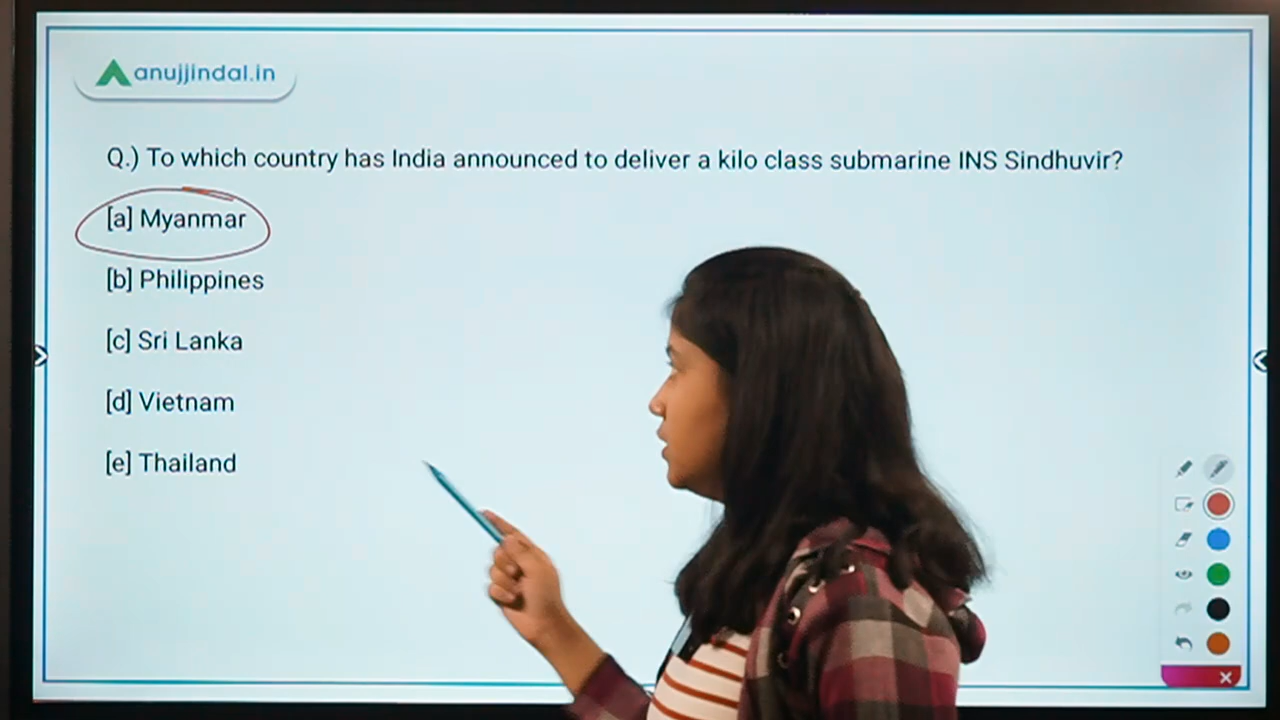 anujjindal.in
Q.) To which country has India announced to deliver a kilo class submarine INS Sindhuvir?
[a] Myanmar
[b] Philippines
[c] Sri Lanka
[d] Vietnam
[e] Thailand